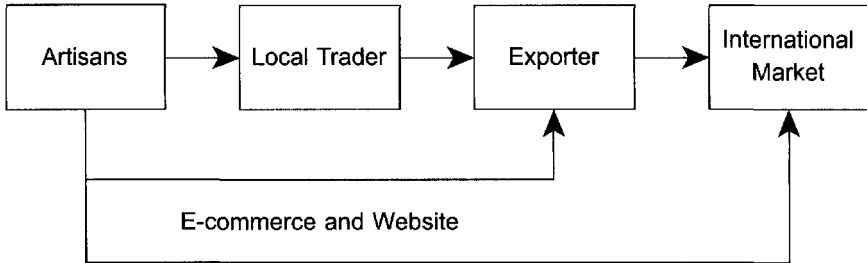 Artisans
Local Trader
Exporter
International
Market
E-commerce and Website